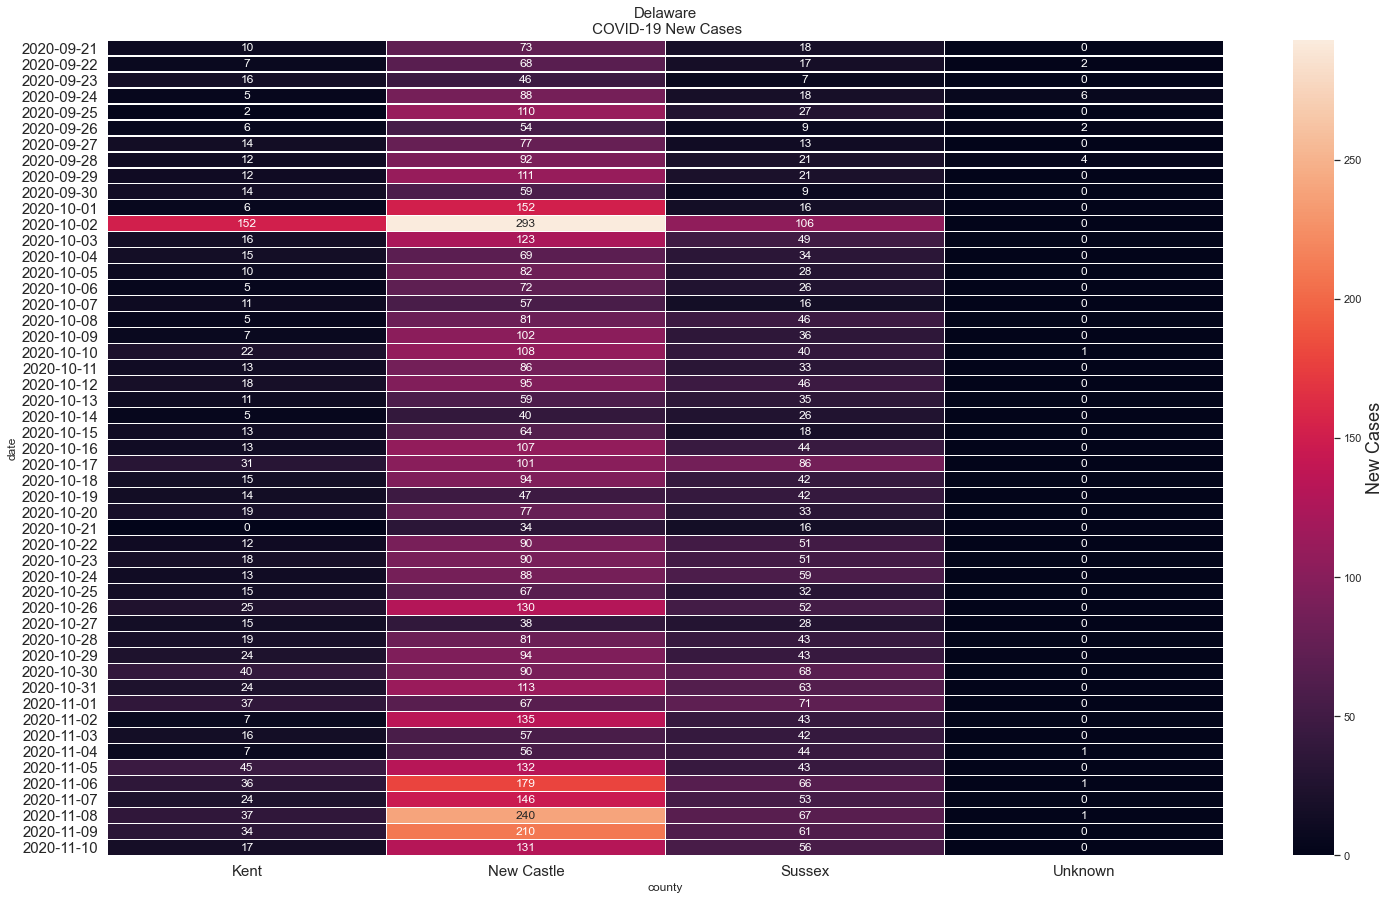 Delaware
COVID-19 New Cases
2020-09-21 10 73 18 0
2020-09-22 7 68 17 2
2020-09-23 16 46 7 0
2020-09-24 5 88 18 6
2020-09-25 2 110 27 0
2020-09-26 6 54 9 2
2020-09-27 14 77 13 0
2020-09-28 12 92 21 4
2020-09-29 12 111 21 0
2020-09-30 14 59 9 0
2020-10-01 6 152 16 0
2020-10-02 152 293 106 0
2020-10-03 16 123 49 0
2020-10-04 15 69 34 0
2020-10-05 10 82 28 0
2020-10-06 5 72 26 0
2020-10-07 11 57 16 0
2020-10-08 5 81 46 0
2020-10-09 7 102 36 0
2020-10-10 22 108 40 1
2020-10-11 13 86 33 0
2020-10-12 18 95 46 0
2020-10-13 11 59 35 0
2020-10-14 5 40 26 0
2020-10-15 13 64 18 0
2020-10-16 13 107 44 0
2020-10-17 31 101 86 0
2020-10-18 15 94 42 0
2020-10-19 14 47 42 0
2020-10-20 19 77 33 0
2020-10-21 0 34 16 0
2020-10-22 12 90 51 0
2020-10-23 18 90 51 0
2020-10-24 13 88 59 0
2020-10-25 15 67 32 0
2020-10-26 25 130 52 0
2020-10-27 15 38 28 0
2020-10-28 19 81 43 0
2020-10-29 24 94 43 0
2020-10-30 40 90 68 0
2020-10-31 24 113 63 0
2020-11-01 37 67 71 0
2020-11-02 7 135 43 0
2020-11-03 16 57 42 0
2020-11-04 7 56 44 1
2020-11-05 45 132 43 0
2020-11-06 36 179 66 1
2020-11-07 24 146 53 0
2020-11-08 37 240 67 1
2020-11-09 34 210 61 0
2020-11-10 17 131 56 0
Kent New Castle Sussex Unknown
county
date
250
200
150
100
50
0
New Cases